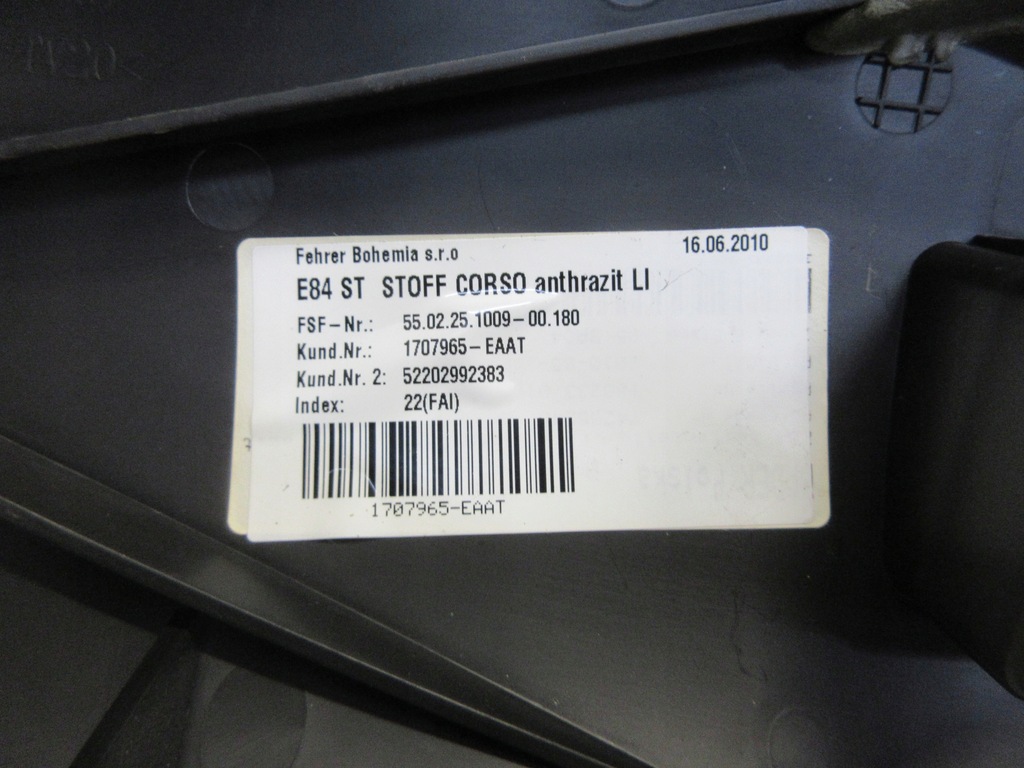 Fehrer Bohemia s.r.o 16.06.2010
E84 ST STOFF CORSO anthrazit LI
FSF-Nr.: 55.02.25.1009-00.180
Kund.Nr.: 1707965-EAAT
Kund.Nr. 2: 52202992383
Index: 22(FAI)
1707965-EAAT